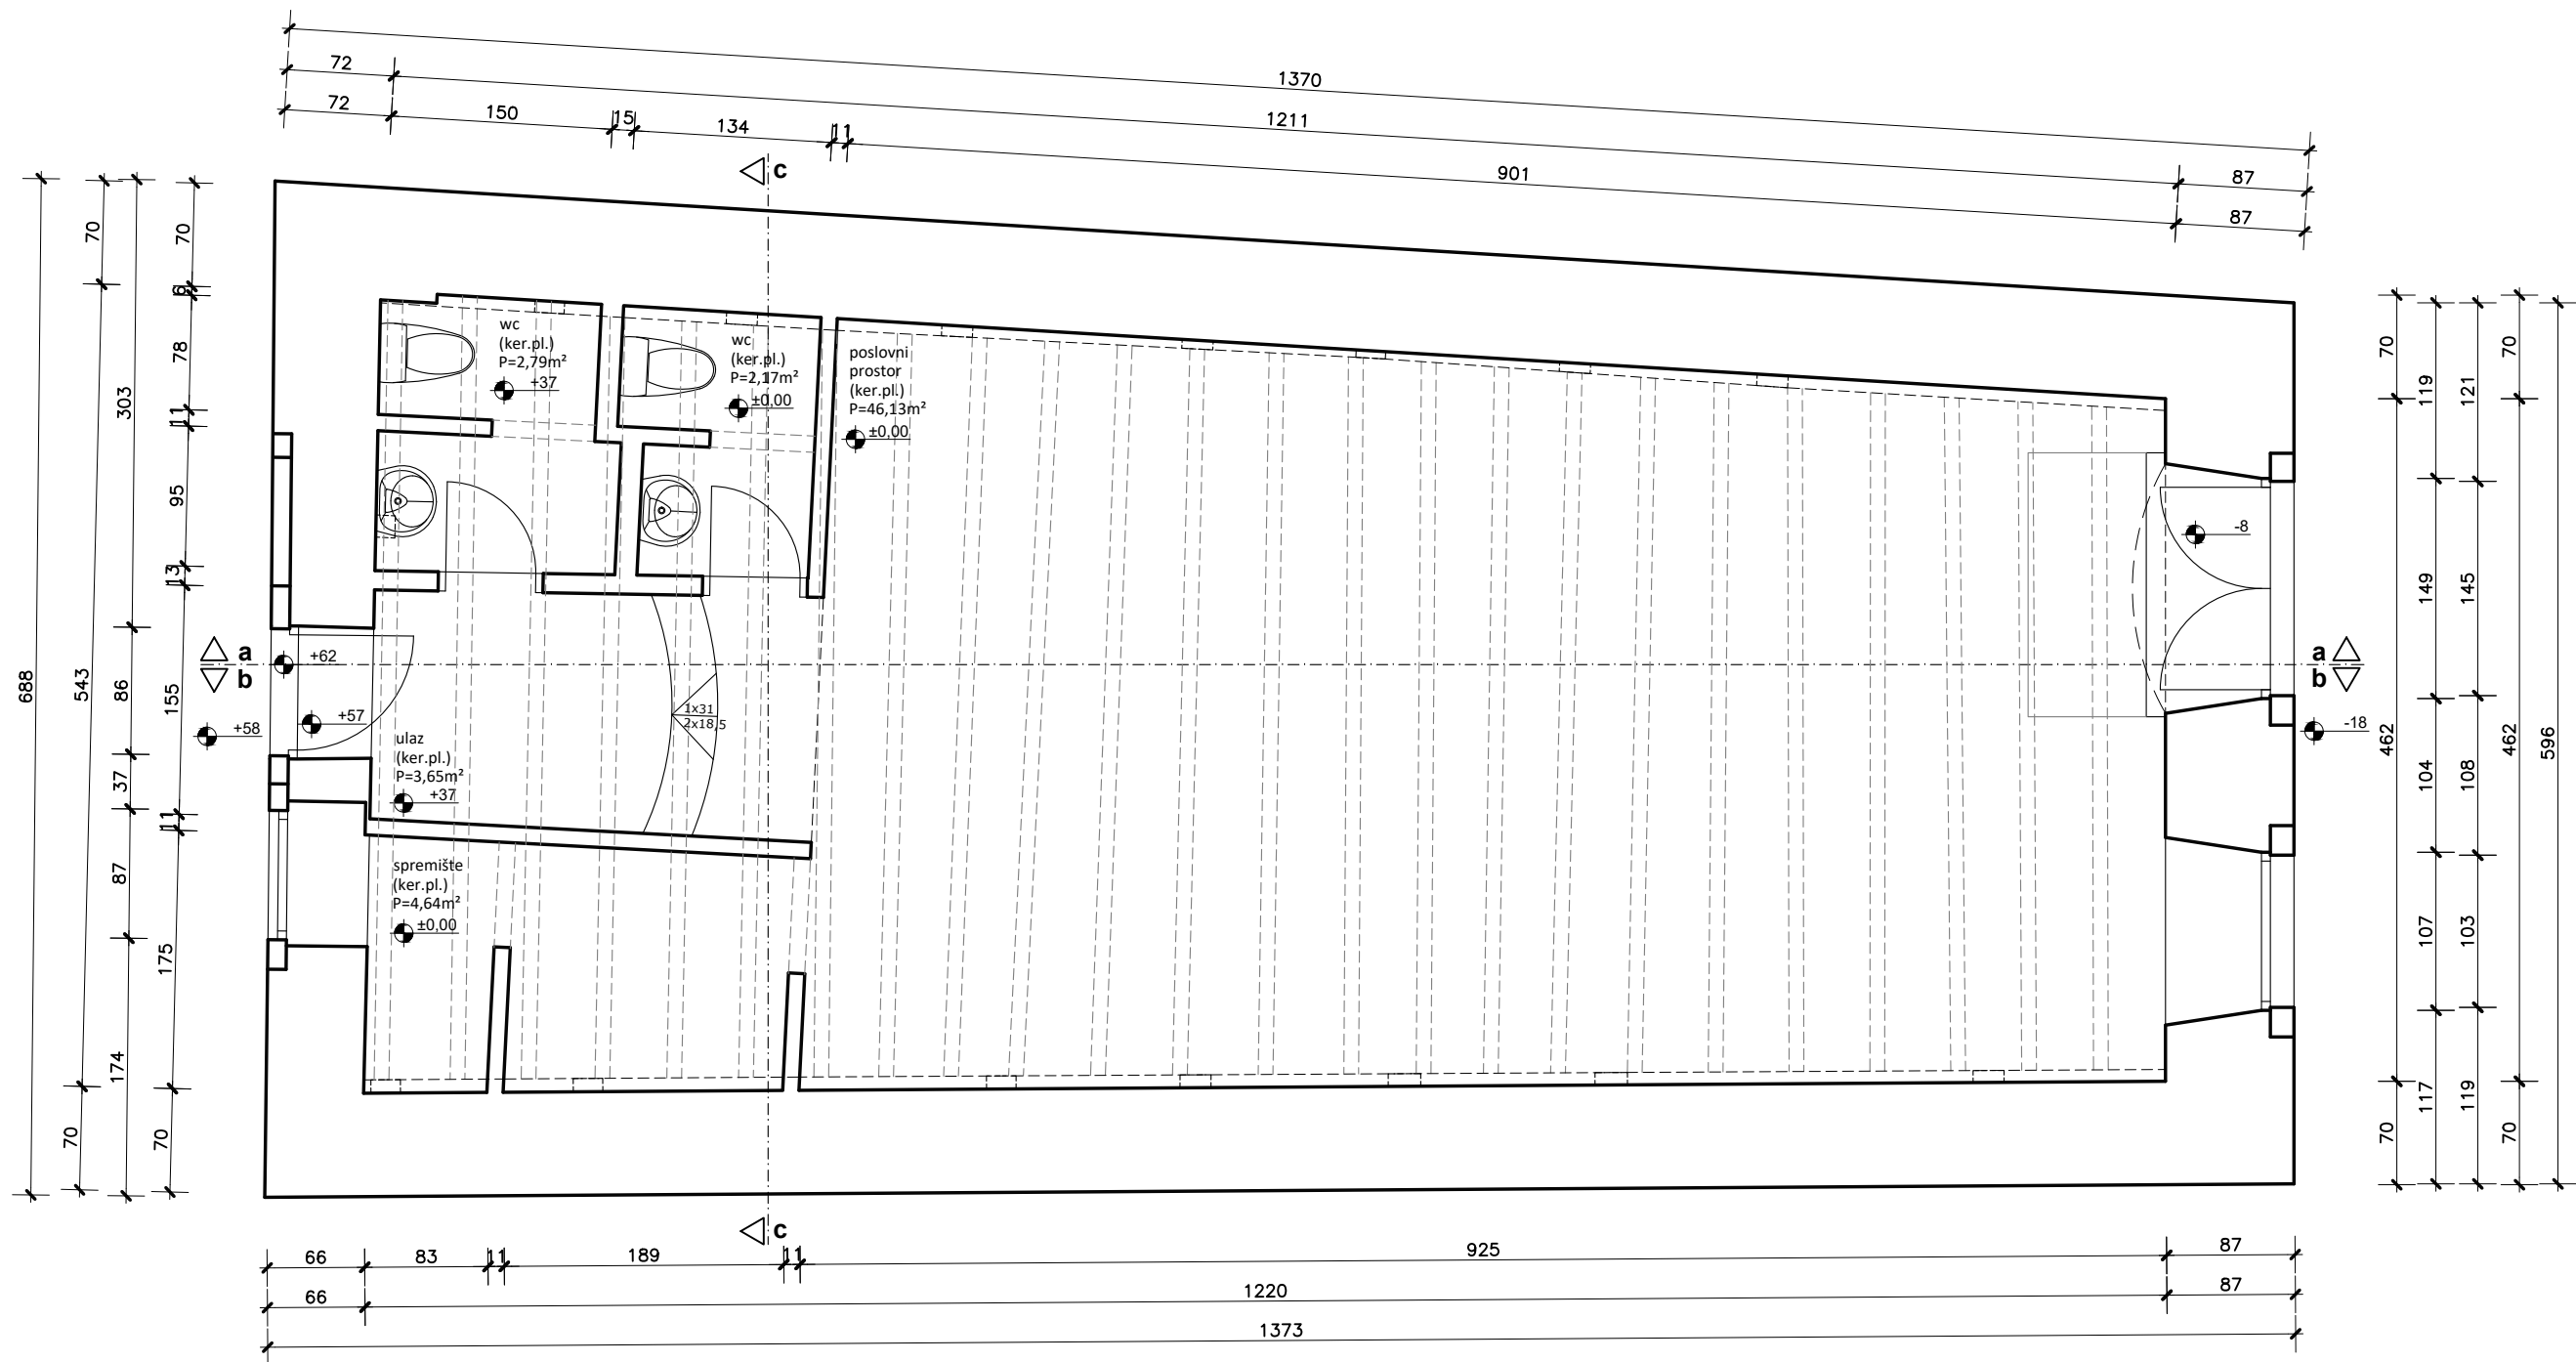 1370
72
1211
87
72
150
15
134
11
901
87
c
wc
(ker.pl.)
P=2,79m²
+37
wc
(ker.pl.)
P=2,17m²
±0,00
poslovni
prostor
(ker.pl.)
P=46,13m²
±0,00
-8
-18
a
b
a
b
+62
+57
+58
1x31
2x18,5
ulaz
(ker.pl.)
P=3,65m²
+37
spremište
(ker.pl.)
P=4,64m²
±0,00
c
688
70
543
70
303
86
37
87
174
70
6
78
11
95
13
155
11
175
70
70
462
70
119
149
104
107
117
121
145
108
103
119
70
462
70
596
66
83
11
189
11
925
87
66
1220
87
1373